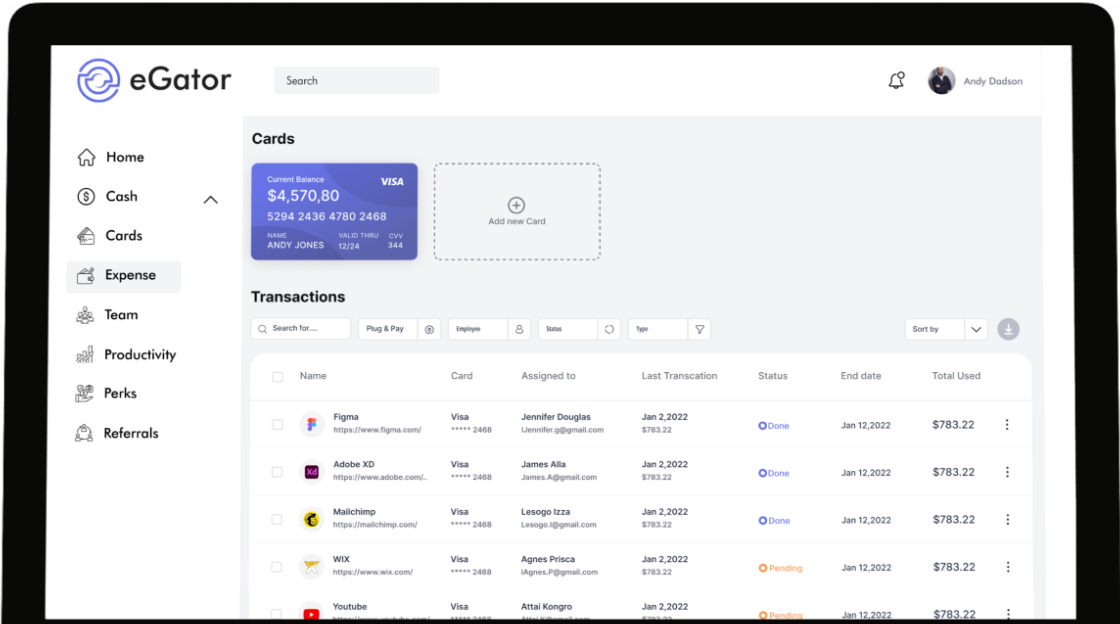 eGator
Search
Andy Dadson
Home
Cash
Cards
Expense
Team
Productivity
Perks
Referrals
Cards
Current Balance
VISA
$4,570,80
5294 2436 4780 2468
NAME VALID THRU CVV
ANDY JONES 12/24 344
Add new Card
Transactions
Search for.... Plug & Pay Employee Status Type Sort by
Name Card Assigned to Last Transcation Status End date Total Used
Figma Visa Jennifer Douglas Jan 2,2022
https://www.figma.com/ ***** 2468 IJennifer.g@gmail.com $783.22 Done Jan 12,2022 $783.22
Adobe XD Visa James Alla Jan 2,2022
Xd https://www.adobe.com/.. ***** 2468 James.A@gmail.com $783.22 Done Jan 12,2022 $783.22
Mailchimp Visa Lesogo Izza Jan 2,2022
https://mailchimp.com/ ***** 2468 Lesogo.I@gmail.com $783.22 Done Jan 12,2022 $783.22
WIX Visa Agnes Prisca Jan 2,2022
https://www.wix.com/ ***** 2468 IAgnes.P@gmail.com $783.22 Pending Jan 12,2022 $783.22
Youtube Visa Attai Kongro Jan 2,2022
Pending Jan 12,2022 $783.22